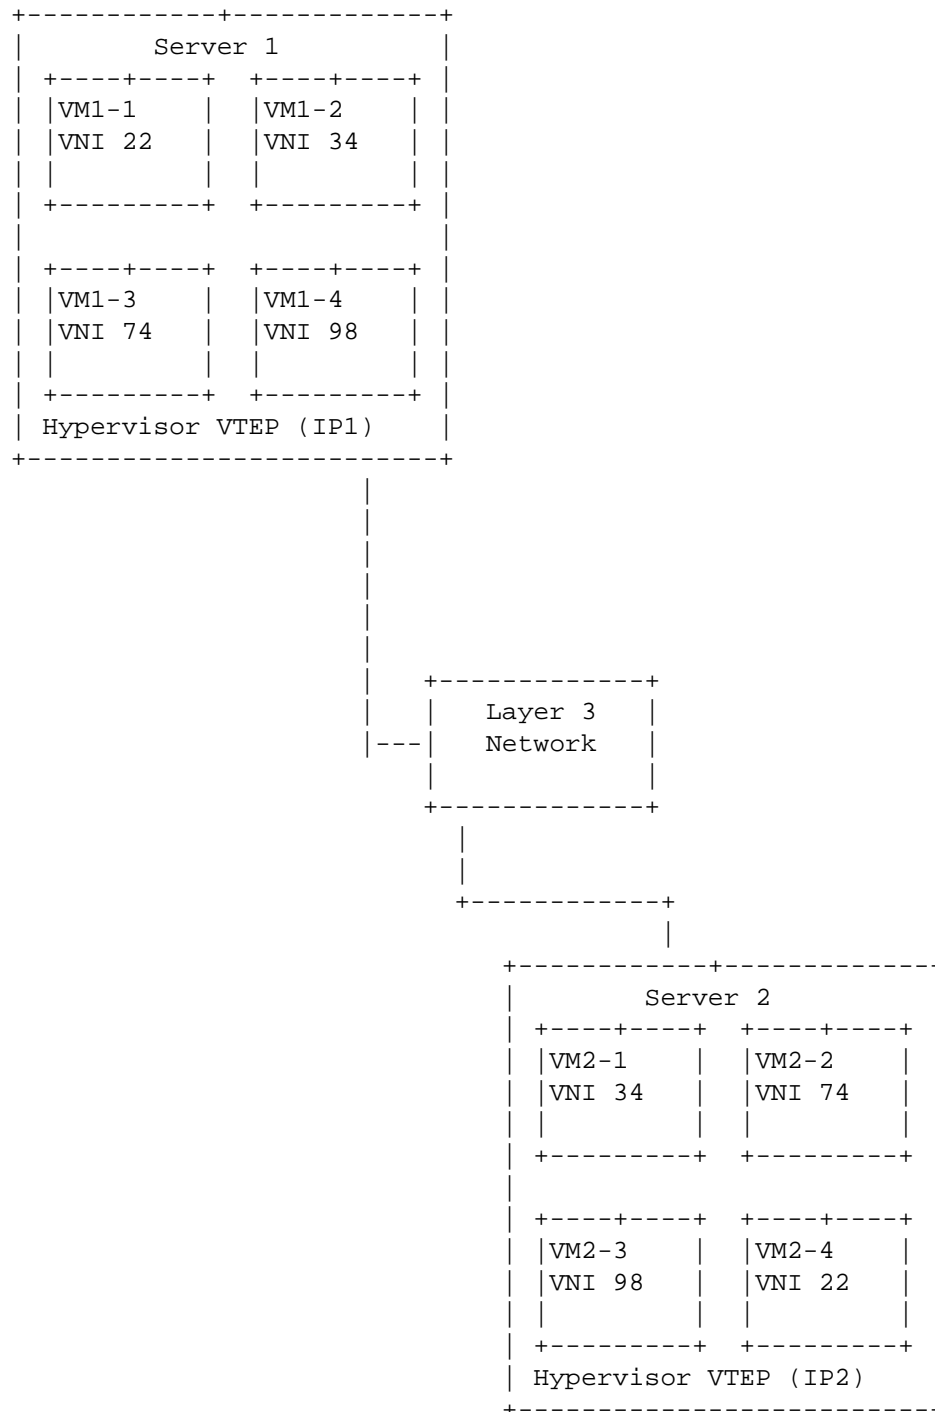 Server 1
VM1-1 VM1-2
VNI 22 VNI 34
VM1-3 VM1-4
VNI 74 VNI 98
Hypervisor VTEP (IP1)
Layer 3
Network
Server 2
VM2-1 VM2-2
VNI 34 VNI 74
VM2-3 VM2-4
VNI 98 VNI 22
Hypervisor VTEP (IP2)